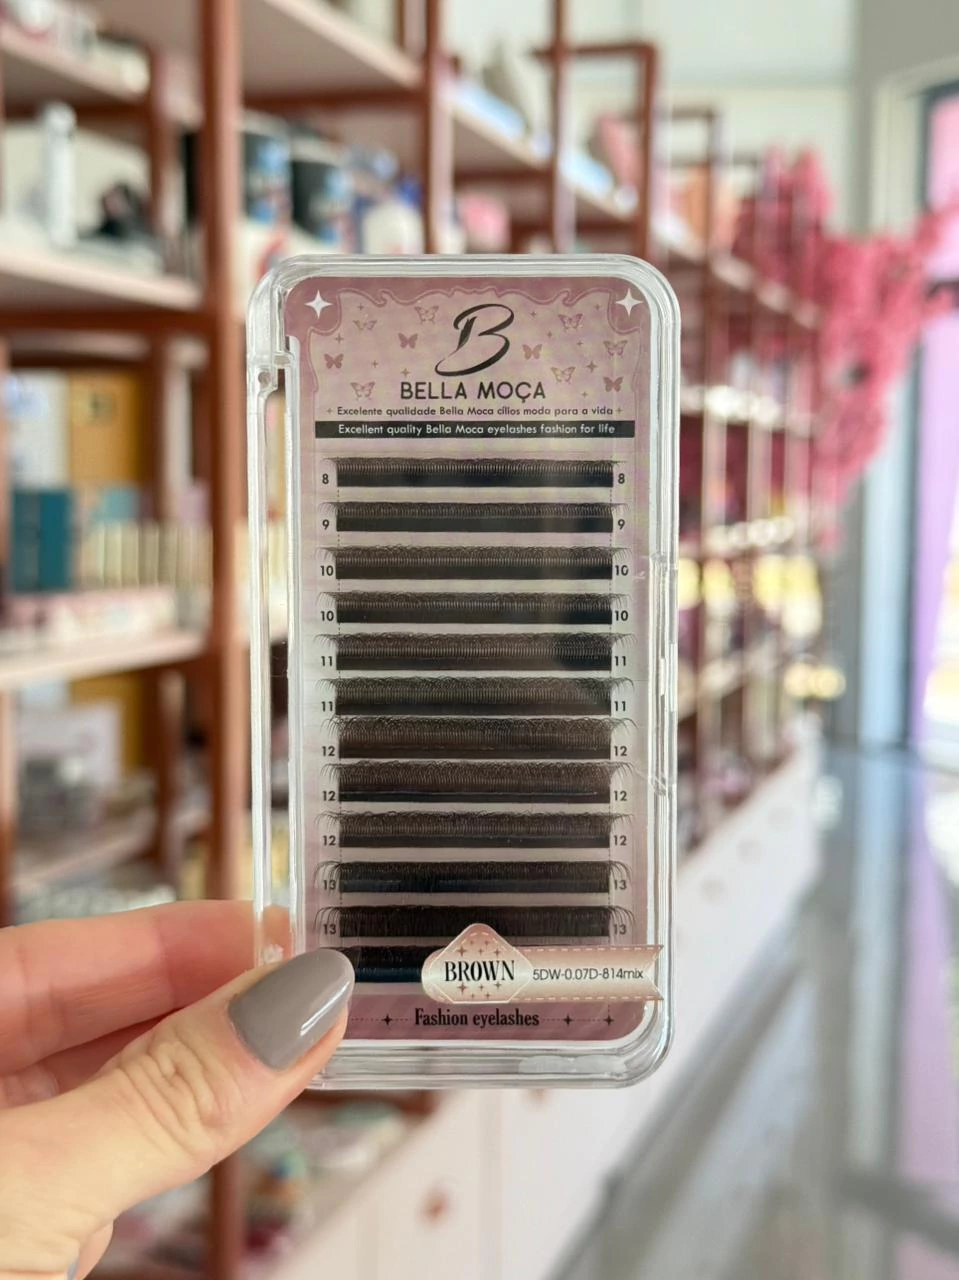 B
BELLA MOÇA
Excelente qualidade Bella Moca cílios moda para a vida
Excellent quality Bella Moca eyelashes fashion for life
8 8
9 9
10 10
10 10
11 11
11 11
12 12
12 12
12 12
13 13
13 13
BROWN 5DW-0.07D-814mix
Fashion eyelashes